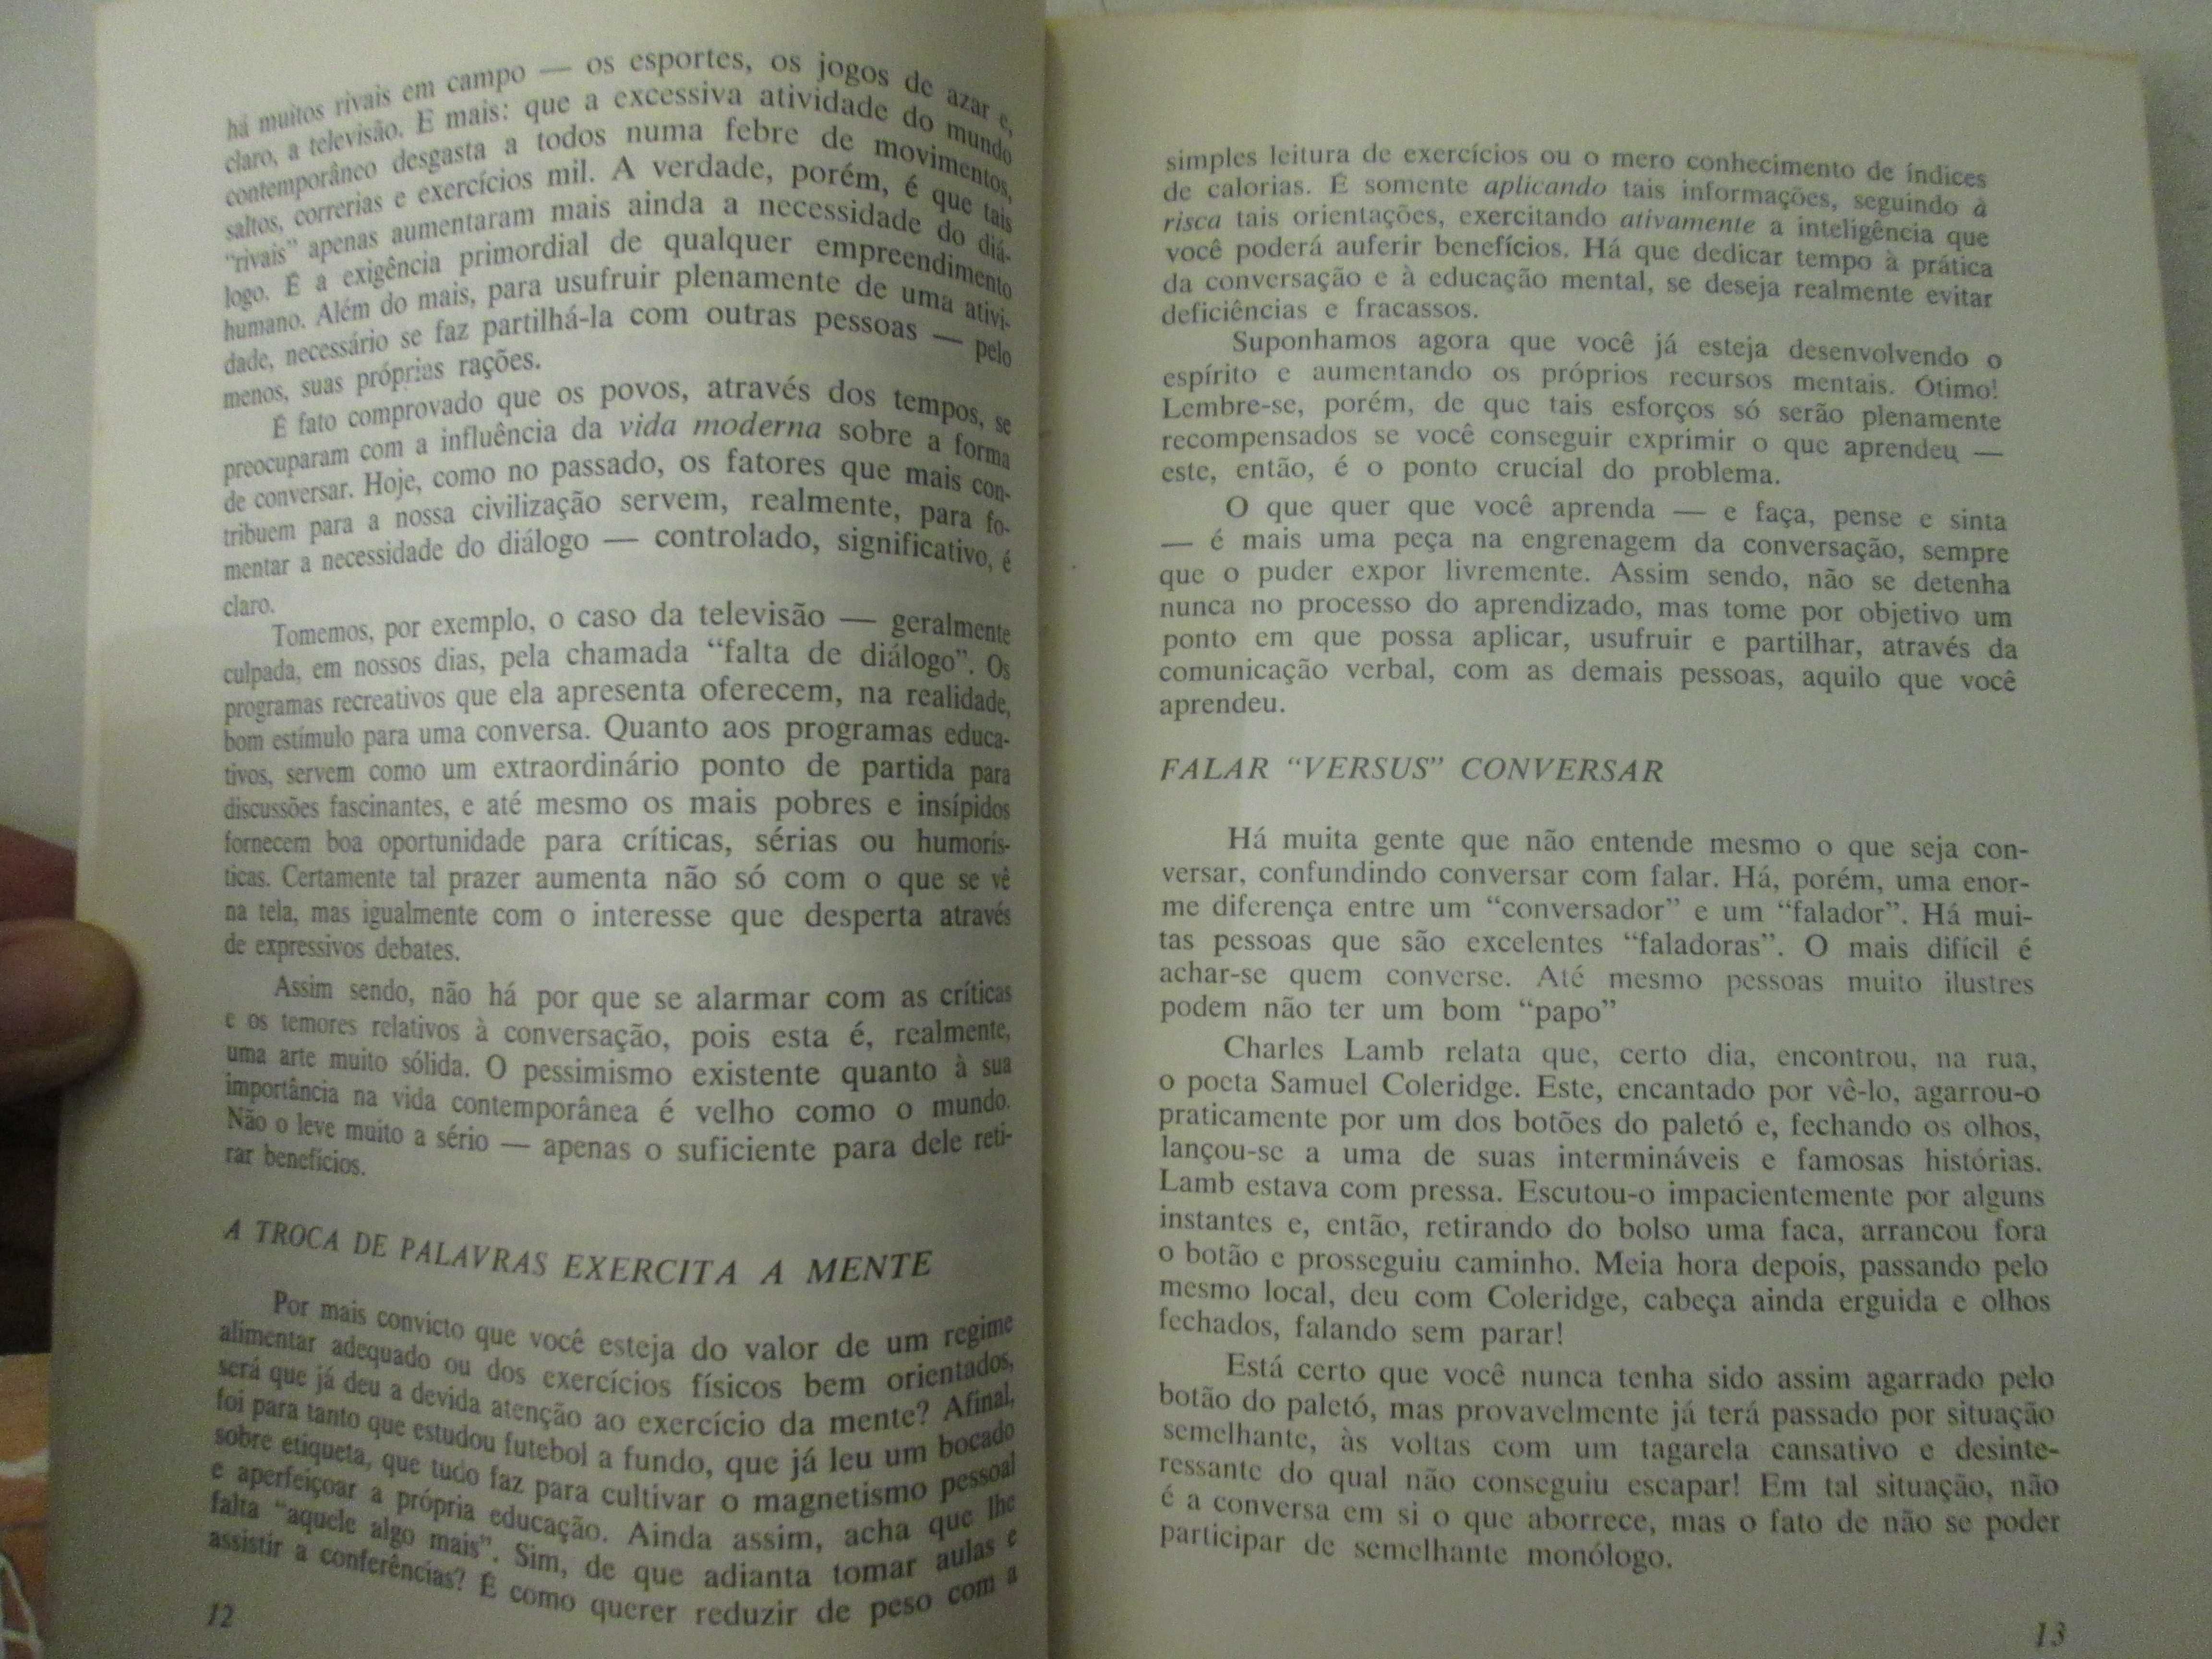 há muitos rivais em campo — os esportes, os jogos de azar e,
claro, a televisão. E mais: que a excessiva atividade do mundo
contemporâneo desgasta a todos numa febre de movimentos,
saltos, correrias e exercícios mil. A verdade, porém, é que tais
“rivais” apenas aumentaram mais ainda a necessidade do diá-
logo. É a exigência primordial de qualquer empreendimento
humano. Além do mais, para usufruir plenamente de uma ativi-
dade, necessário se faz partilhá-la com outras pessoas — pelo
menos, suas próprias rações.
É fato comprovado que os povos, através dos tempos, se
preocuparam com a influência da vida moderna sobre a forma
de conversar. Hoje, como no passado, os fatores que mais con-
tribuem para a nossa civilização servem, realmente, para fo-
mentar a necessidade do diálogo — controlado, significativo, é
claro.
Tomemos, por exemplo, o caso da televisão — geralmente
culpada, em nossos dias, pela chamada “falta de diálogo”. Os
programas recreativos que ela apresenta oferecem, na realidade,
bom estímulo para uma conversa. Quanto aos programas educa-
tivos, servem como um extraordinário ponto de partida para
discussões fascinantes, e até mesmo os mais pobres e insípidos
fornecem boa oportunidade para críticas, sérias ou humorís-
ticas. Certamente tal prazer aumenta não só com o que se vê
na tela, mas igualmente com o interesse que desperta através
de expressivos debates.
Assim sendo, não há por que se alarmar com as críticas
e os temores relativos à conversação, pois esta é, realmente,
uma arte muito sólida. O pessimismo existente quanto à sua
importância na vida contemporânea é velho como o mundo.
Não o leve muito a sério — apenas o suficiente para dele reti-
rar benefícios.
A TROCA DE PALAVRAS EXERCITA A MENTE
Por mais convicto que você esteja do valor de um regime
alimentar adequado ou dos exercícios físicos bem orientados,
será que já deu a devida atenção ao exercício da mente? Afinal,
foi para tanto que estudou futebol a fundo, que já leu um bocado
sobre etiqueta, que tudo faz para cultivar o magnetismo pessoal
e aperfeiçoar a própria educação. Ainda assim, acha que lhe
falta “aquele algo mais”. Sim, de que adianta tomar aulas e
assistir a conferências? É como querer reduzir de peso com a
12
simples leitura de exercícios ou o mero conhecimento de índices
de calorias. É somente aplicando tais informações, seguindo à
risca tais orientações, exercitando ativamente a inteligência que
você poderá auferir benefícios. Há que dedicar tempo à prática
da conversação e à educação mental, se deseja realmente evitar
deficiências e fracassos.
Suponhamos agora que você já esteja desenvolvendo o
espírito e aumentando os próprios recursos mentais. Ótimo!
Lembre-se, porém, de que tais esforços só serão plenamente
recompensados se você conseguir exprimir o que aprendeu —
este, então, é o ponto crucial do problema.
O que quer que você aprenda — e faça, pense e sinta
— é mais uma peça na engrenagem da conversação, sempre
que o puder expor livremente. Assim sendo, não se detenha
nunca no processo do aprendizado, mas tome por objetivo um
ponto em que possa aplicar, usufruir e partilhar, através da
comunicação verbal, com as demais pessoas, aquilo que você
aprendeu.
FALAR “VERSUS” CONVERSAR
Há muita gente que não entende mesmo o que seja con-
versar, confundindo conversar com falar. Há, porém, uma enor-
me diferença entre um “conversador” e um “falador”. Há mui-
tas pessoas que são excelentes “faladoras”. O mais difícil é
achar-se quem converse. Até mesmo pessoas muito ilustres
podem não ter um bom “papo”
Charles Lamb relata que, certo dia, encontrou, na rua,
o poeta Samuel Coleridge. Este, encantado por vê-lo, agarrou-o
praticamente por um dos botões do paletó e, fechando os olhos,
lançou-se a uma de suas intermináveis e famosas histórias.
Lamb estava com pressa. Escutou-o impacientemente por alguns
instantes e, então, retirando do bolso uma faca, arrancou fora
o botão e prosseguiu caminho. Meia hora depois, passando pelo
mesmo local, deu com Coleridge, cabeça ainda erguida e olhos
fechados, falando sem parar!
Está certo que você nunca tenha sido assim agarrado pelo
botão do paletó, mas provavelmente já terá passado por situação
semelhante, às voltas com um tagarela cansativo e desinte-
ressante do qual não conseguiu escapar! Em tal situação, não
é a conversa em si o que aborrece, mas o fato de não se poder
participar de semelhante monólogo.
13